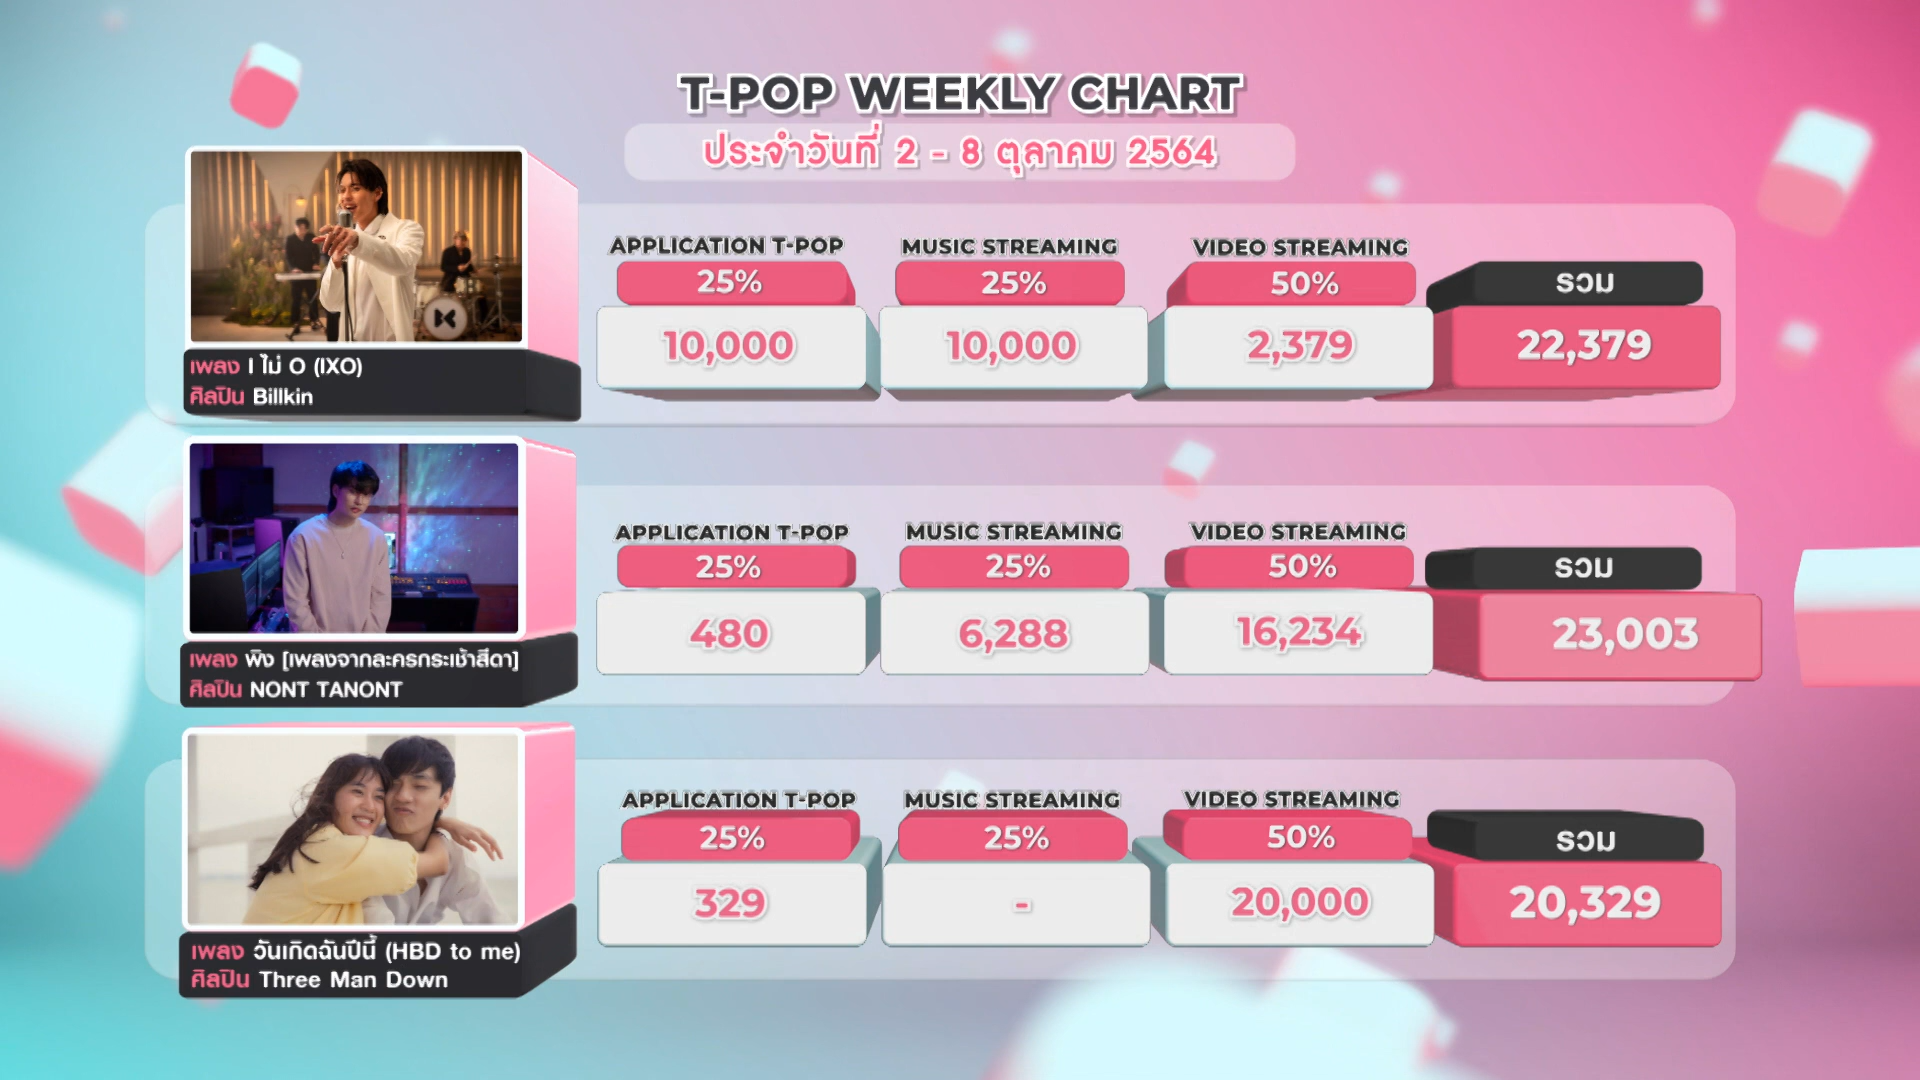 T-POP WEEKLY CHART
ประจำวันที่ 2 - 8 ตุลาคม 2564
APPLICATION T-POP MUSIC STREAMING VIDEO STREAMING
25% 25% 50% รวม
10,000 10,000 2,379 22,379
เพลง I ไม่ O (IXO)
ศิลปิน Billkin
APPLICATION T-POP MUSIC STREAMING VIDEO STREAMING
25% 25% 50% รวม
480 6,288 16,234 23,003
เพลง พิง [เพลงจากละครกระเช้าสีดา]
ศิลปิน NONT TANONT
APPLICATION T-POP MUSIC STREAMING VIDEO STREAMING
25% 25% 50% รวม
329 - 20,000 20,329
เพลง วันเกิดฉันปีนี้ (HBD to me)
ศิลปิน Three Man Down